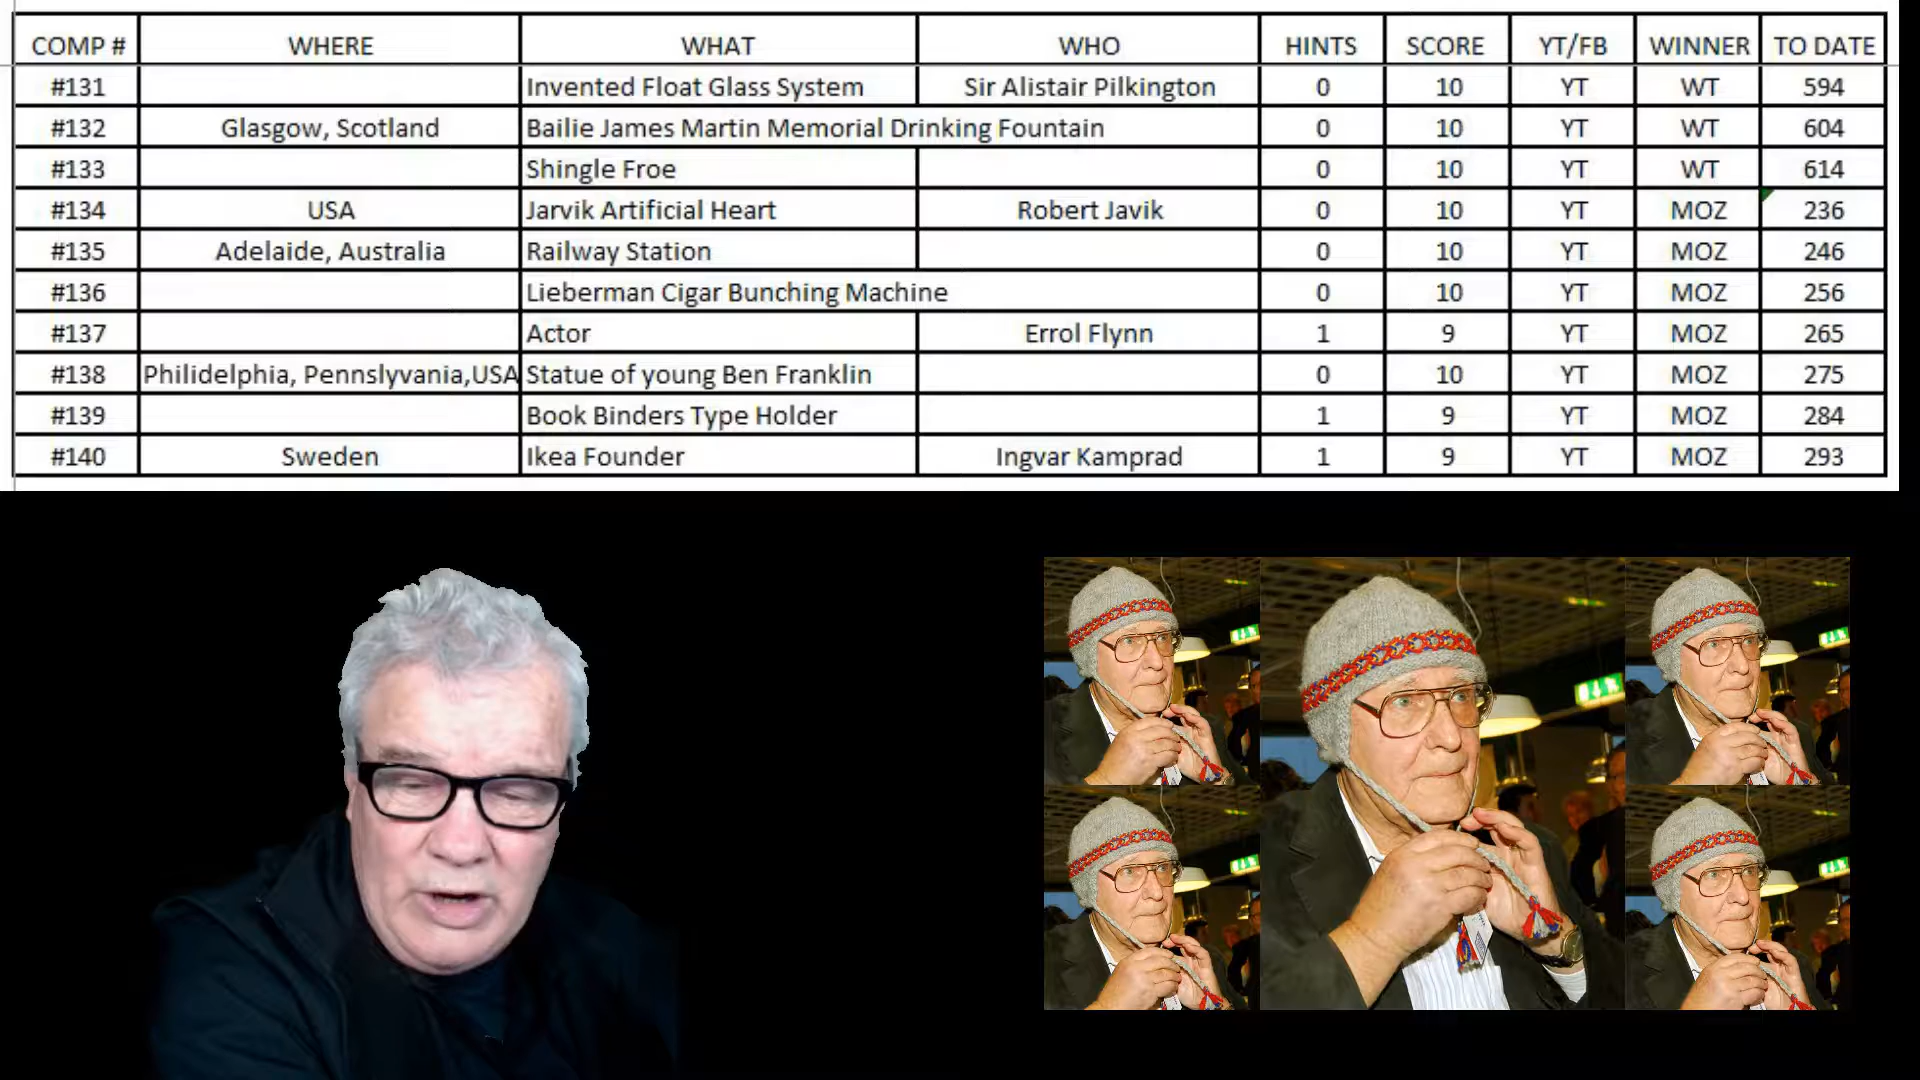 COMP # WHERE WHAT WHO HINTS SCORE YT/FB WINNER TO DATE
#131 Invented Float Glass System Sir Alistair Pilkington 0 10 YT WT 594
#132 Glasgow, Scotland Bailie James Martin Memorial Drinking Fountain 0 10 YT WT 604
#133 Shingle Froe 0 10 YT WT 614
#134 USA Jarvik Artificial Heart Robert Javik 0 10 YT MOZ 236
#135 Adelaide, Australia Railway Station 0 10 YT MOZ 246
#136 Lieberman Cigar Bunching Machine 0 10 YT MOZ 256
#137 Actor Errol Flynn 1 9 YT MOZ 265
#138 Philidelphia, Pennslyvania,USA Statue of young Ben Franklin 0 10 YT MOZ 275
#139 Book Binders Type Holder 1 9 YT MOZ 284
#140 Sweden Ikea Founder Ingvar Kamprad 1 9 YT MOZ 293